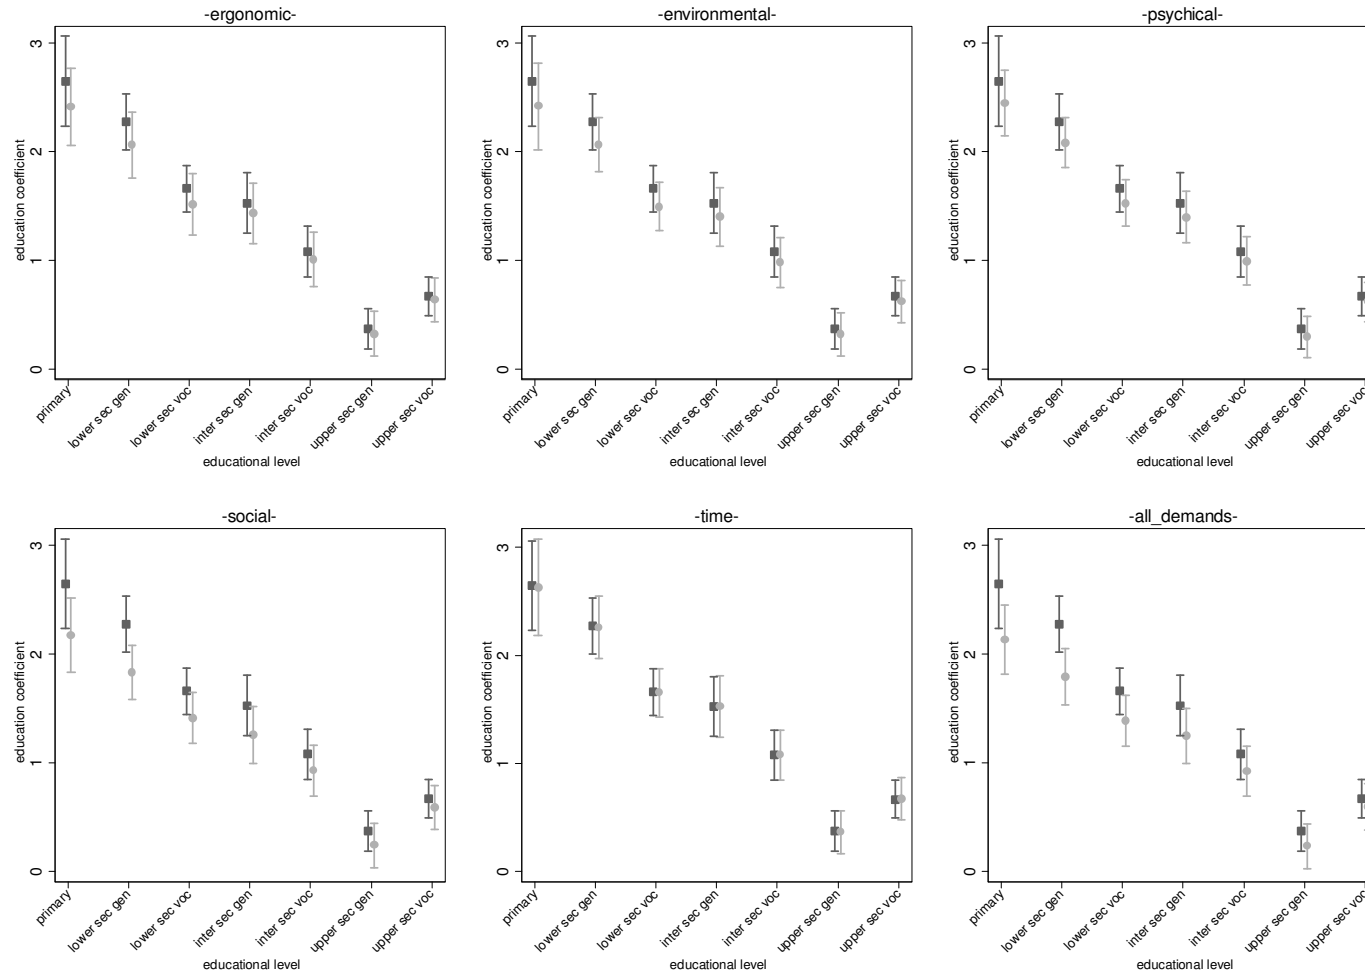 -ergonomic-
education coefficient
3
2
1
0
primary
lower sec gen
lower sec voc
inter sec gen
inter sec voc
upper sec gen
upper sec voc
educational level
-environmental-
education coefficient
3
2
1
0
primary
lower sec gen
lower sec voc
inter sec gen
inter sec voc
upper sec gen
upper sec voc
educational level
-psychical-
education coefficient
3
2
1
0
primary
lower sec gen
lower sec voc
inter sec gen
inter sec voc
upper sec gen
upper sec voc
educational level
-social-
education coefficient
3
2
1
0
primary
lower sec gen
lower sec voc
inter sec gen
inter sec voc
upper sec gen
upper sec voc
educational level
-time-
education coefficient
3
2
1
0
primary
lower sec gen
lower sec voc
inter sec gen
inter sec voc
upper sec gen
upper sec voc
educational level
-all_demands-
education coefficient
3
2
1
0
primary
lower sec gen
lower sec voc
inter sec gen
inter sec voc
upper sec gen
upper sec voc
educational level